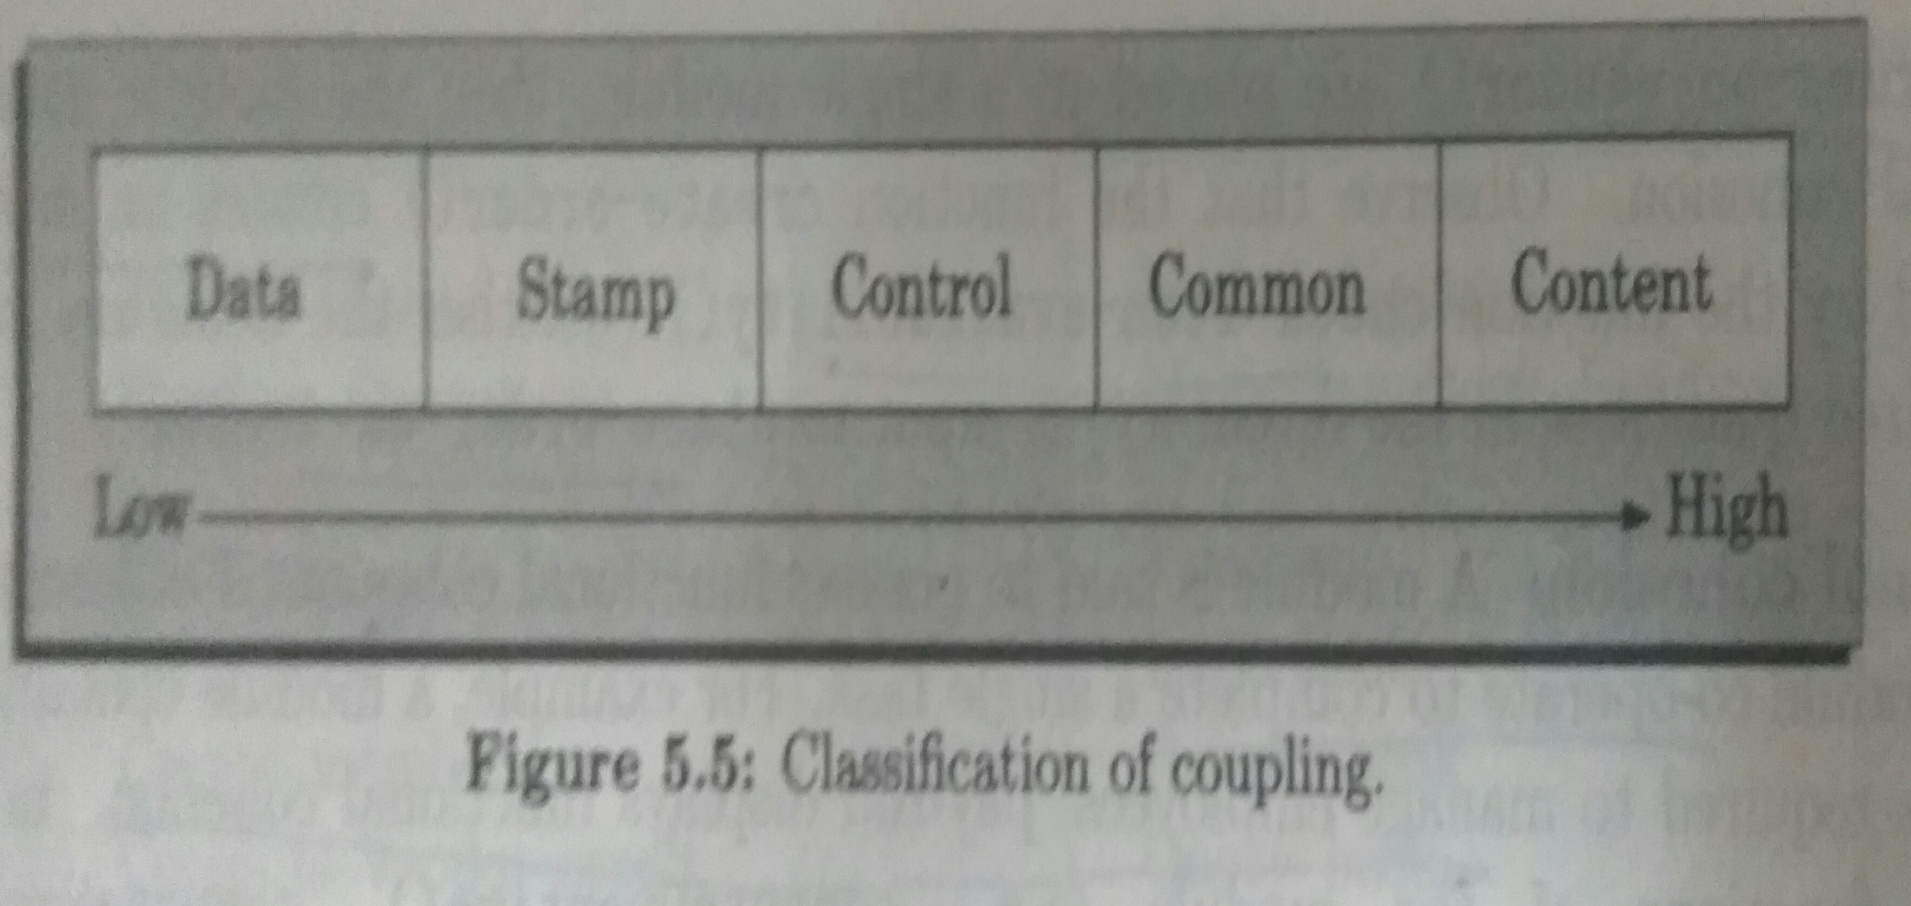 Data Stamp Control Common Content
Low High
Figure 5.5: Classification of coupling.